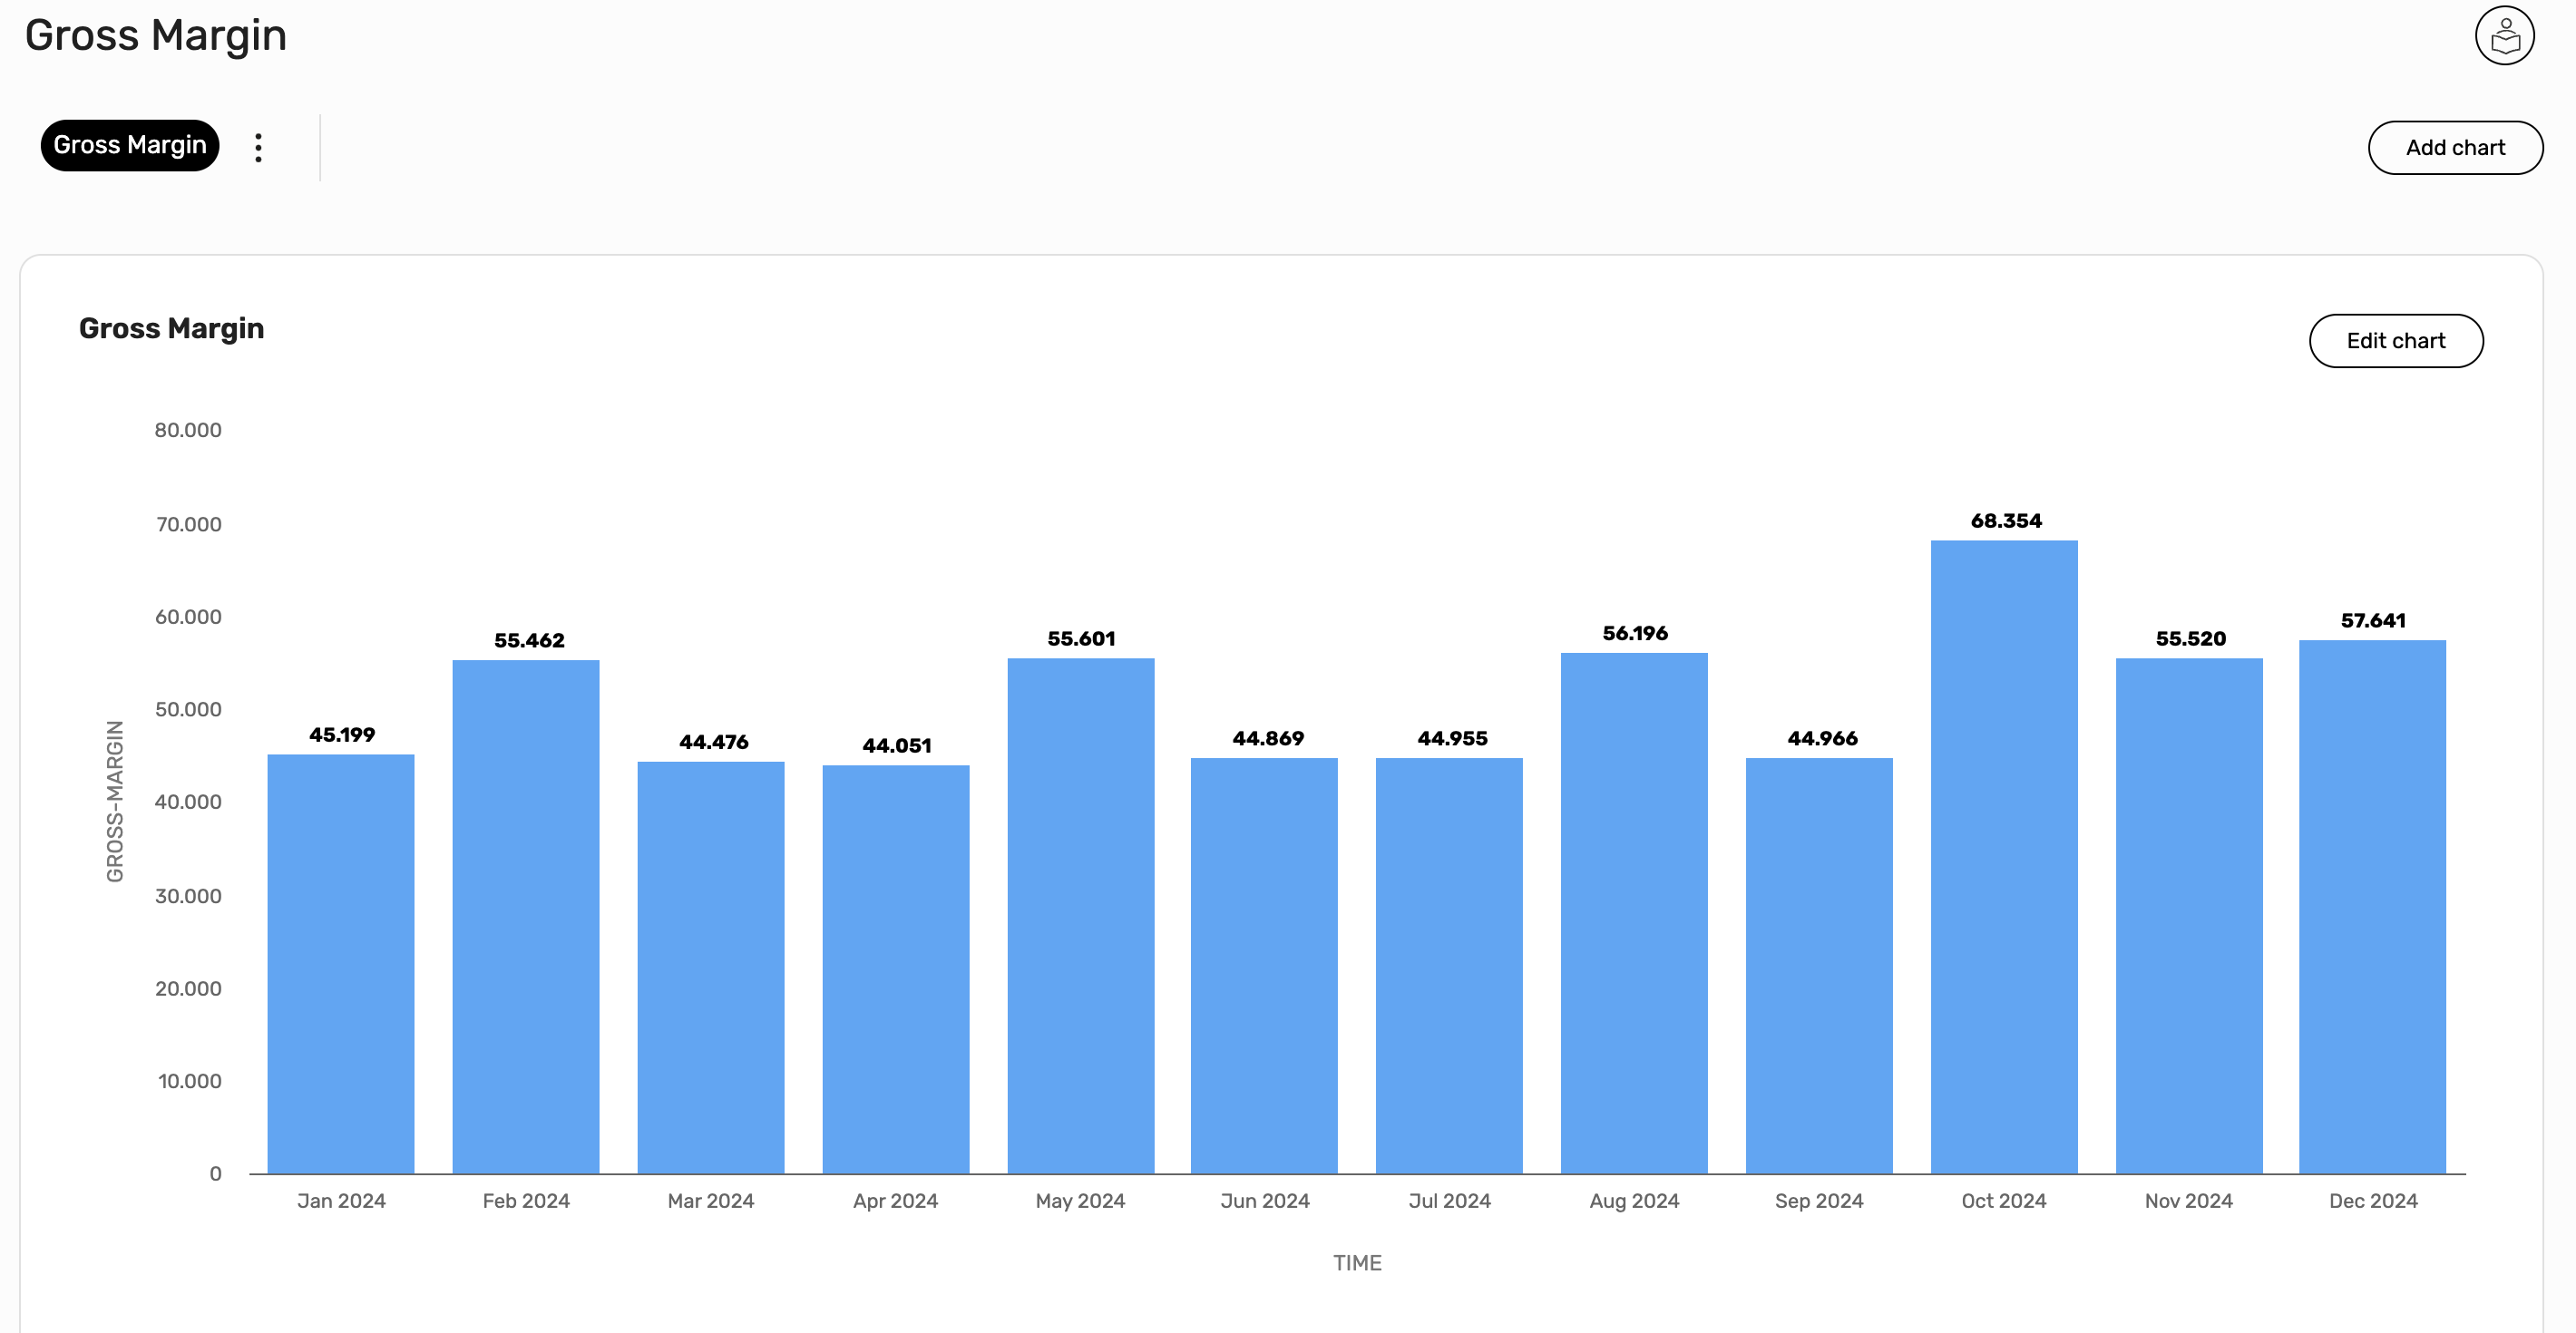 Gross Margin
Gross Margin
Add chart
Gross Margin
Edit chart
80.000
70.000
60.000
50.000
40.000
30.000
20.000
10.000
0
GROSS-MARGIN
45.199
55.462
44.476
44.051
55.601
44.869
44.955
56.196
44.966
68.354
55.520
57.641
Jan 2024
Feb 2024
Mar 2024
Apr 2024
May 2024
Jun 2024
Jul 2024
Aug 2024
Sep 2024
Oct 2024
Nov 2024
Dec 2024
TIME